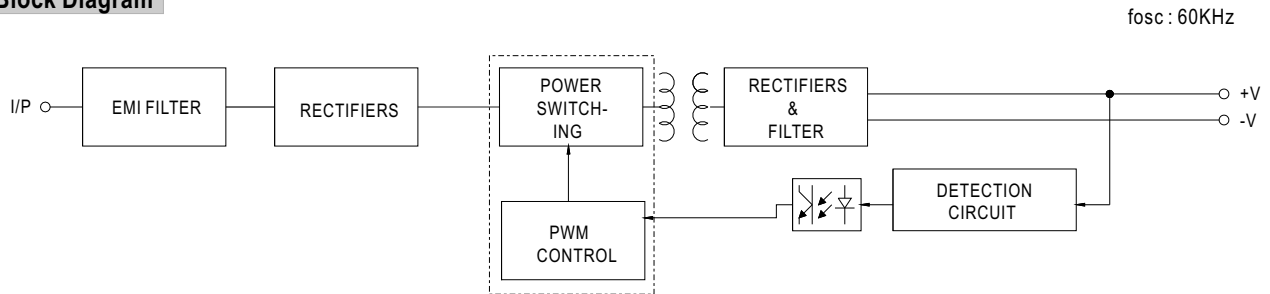 Block Diagram
fosc : 60KHz
I/P
EMI FILTER
RECTIFIERS
POWER
SWITCH-
ING
RECTIFIERS
&
FILTER
+V
-V
DETECTION
CIRCUIT
PWM
CONTROL